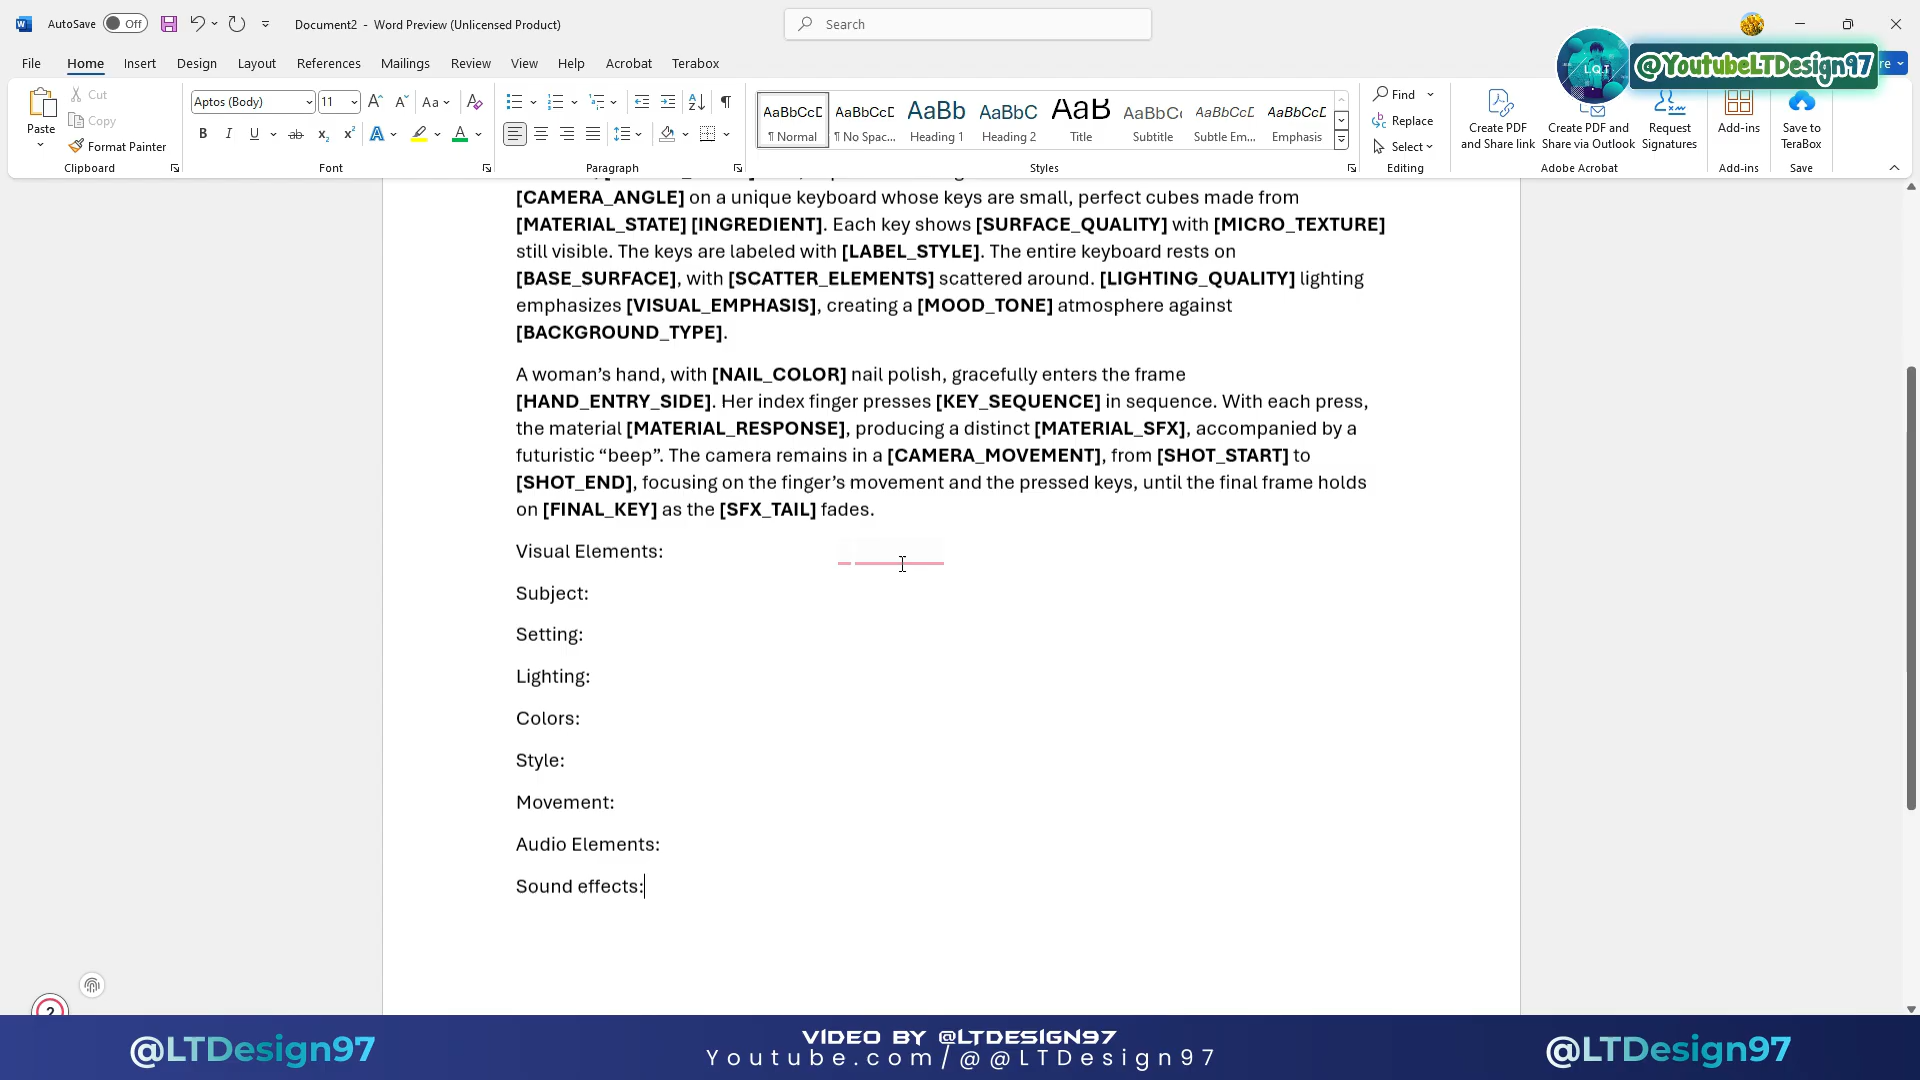 AutoSave Off Document2 - Word Preview (Unlicensed Product) Search
File Home Insert Design Layout References Mailings Review View Help Acrobat Terabox
@YoutubeLTDesign97
L.Q.T
Paste Cut Copy Format Painter
Clipboard
Aptos (Body) 11
Font
Paragraph
AaBbCcD AaBbCcD AaBb AaBbC AaB AaBbCc AaBbCcD AaBbCcD
¶ Normal ¶ No Spac... Heading 1 Heading 2 Title Subtitle Subtle Em... Emphasis
Styles
Find
Replace
Select
Editing
Create PDF and Share link
Create PDF and Share via Outlook
Request Signatures
Adobe Acrobat
Add-ins
Add-ins
Save to TeraBox
Save
[CAMERA_ANGLE] on a unique keyboard whose keys are small, perfect cubes made from
[MATERIAL_STATE] [INGREDIENT]. Each key shows [SURFACE_QUALITY] with [MICRO_TEXTURE]
still visible. The keys are labeled with [LABEL_STYLE]. The entire keyboard rests on
[BASE_SURFACE], with [SCATTER_ELEMENTS] scattered around. [LIGHTING_QUALITY] lighting
emphasizes [VISUAL_EMPHASIS], creating a [MOOD_TONE] atmosphere against
[BACKGROUND_TYPE].
A woman’s hand, with [NAIL_COLOR] nail polish, gracefully enters the frame
[HAND_ENTRY_SIDE]. Her index finger presses [KEY_SEQUENCE] in sequence. With each press,
the material [MATERIAL_RESPONSE], producing a distinct [MATERIAL_SFX], accompanied by a
futuristic “beep”. The camera remains in a [CAMERA_MOVEMENT], from [SHOT_START] to
[SHOT_END], focusing on the finger’s movement and the pressed keys, until the final frame holds
on [FINAL_KEY] as the [SFX_TAIL] fades.
Visual Elements:
Subject:
Setting:
Lighting:
Colors:
Style:
Movement:
Audio Elements:
Sound effects:
@LTDesign97
VIDEO BY @LTDESIGN97
Youtube.com/@@LTDesign97
@LTDesign97